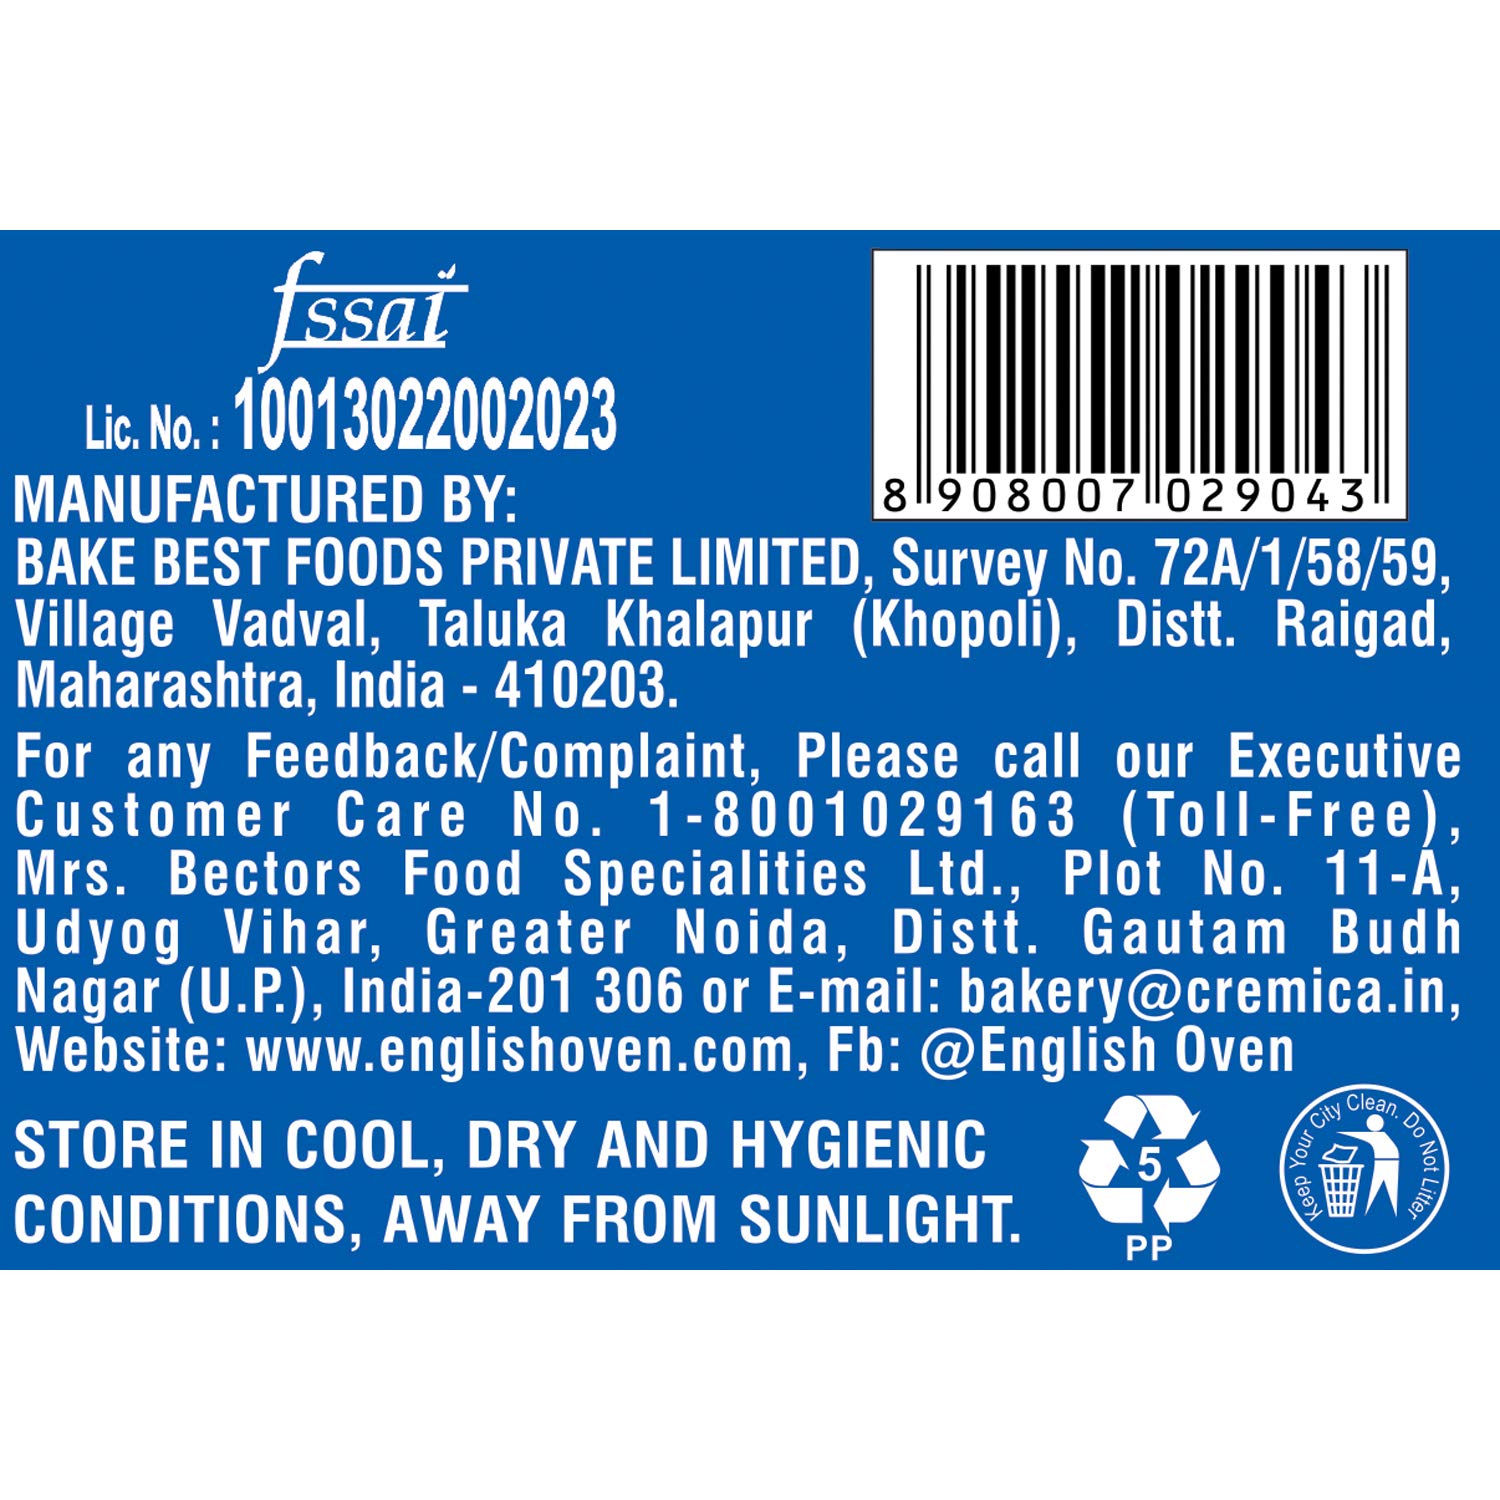 fssai
Lic. No. : 10013022002023
8 908007 029043
MANUFACTURED BY:
BAKE BEST FOODS PRIVATE LIMITED, Survey No. 72A/1/58/59,
Village Vadval, Taluka Khalapur (Khopoli), Distt. Raigad,
Maharashtra, India - 410203.
For any Feedback/Complaint, Please call our Executive
Customer Care No. 1-8001029163 (Toll-Free),
Mrs. Bectors Food Specialities Ltd., Plot No. 11-A,
Udyog Vihar, Greater Noida, Distt. Gautam Budh
Nagar (U.P.), India-201 306 or E-mail: bakery@cremica.in,
Website: www.englishoven.com, Fb: @English Oven
STORE IN COOL, DRY AND HYGIENIC
CONDITIONS, AWAY FROM SUNLIGHT.
5
PP
Keep Your City Clean. Do Not Litter